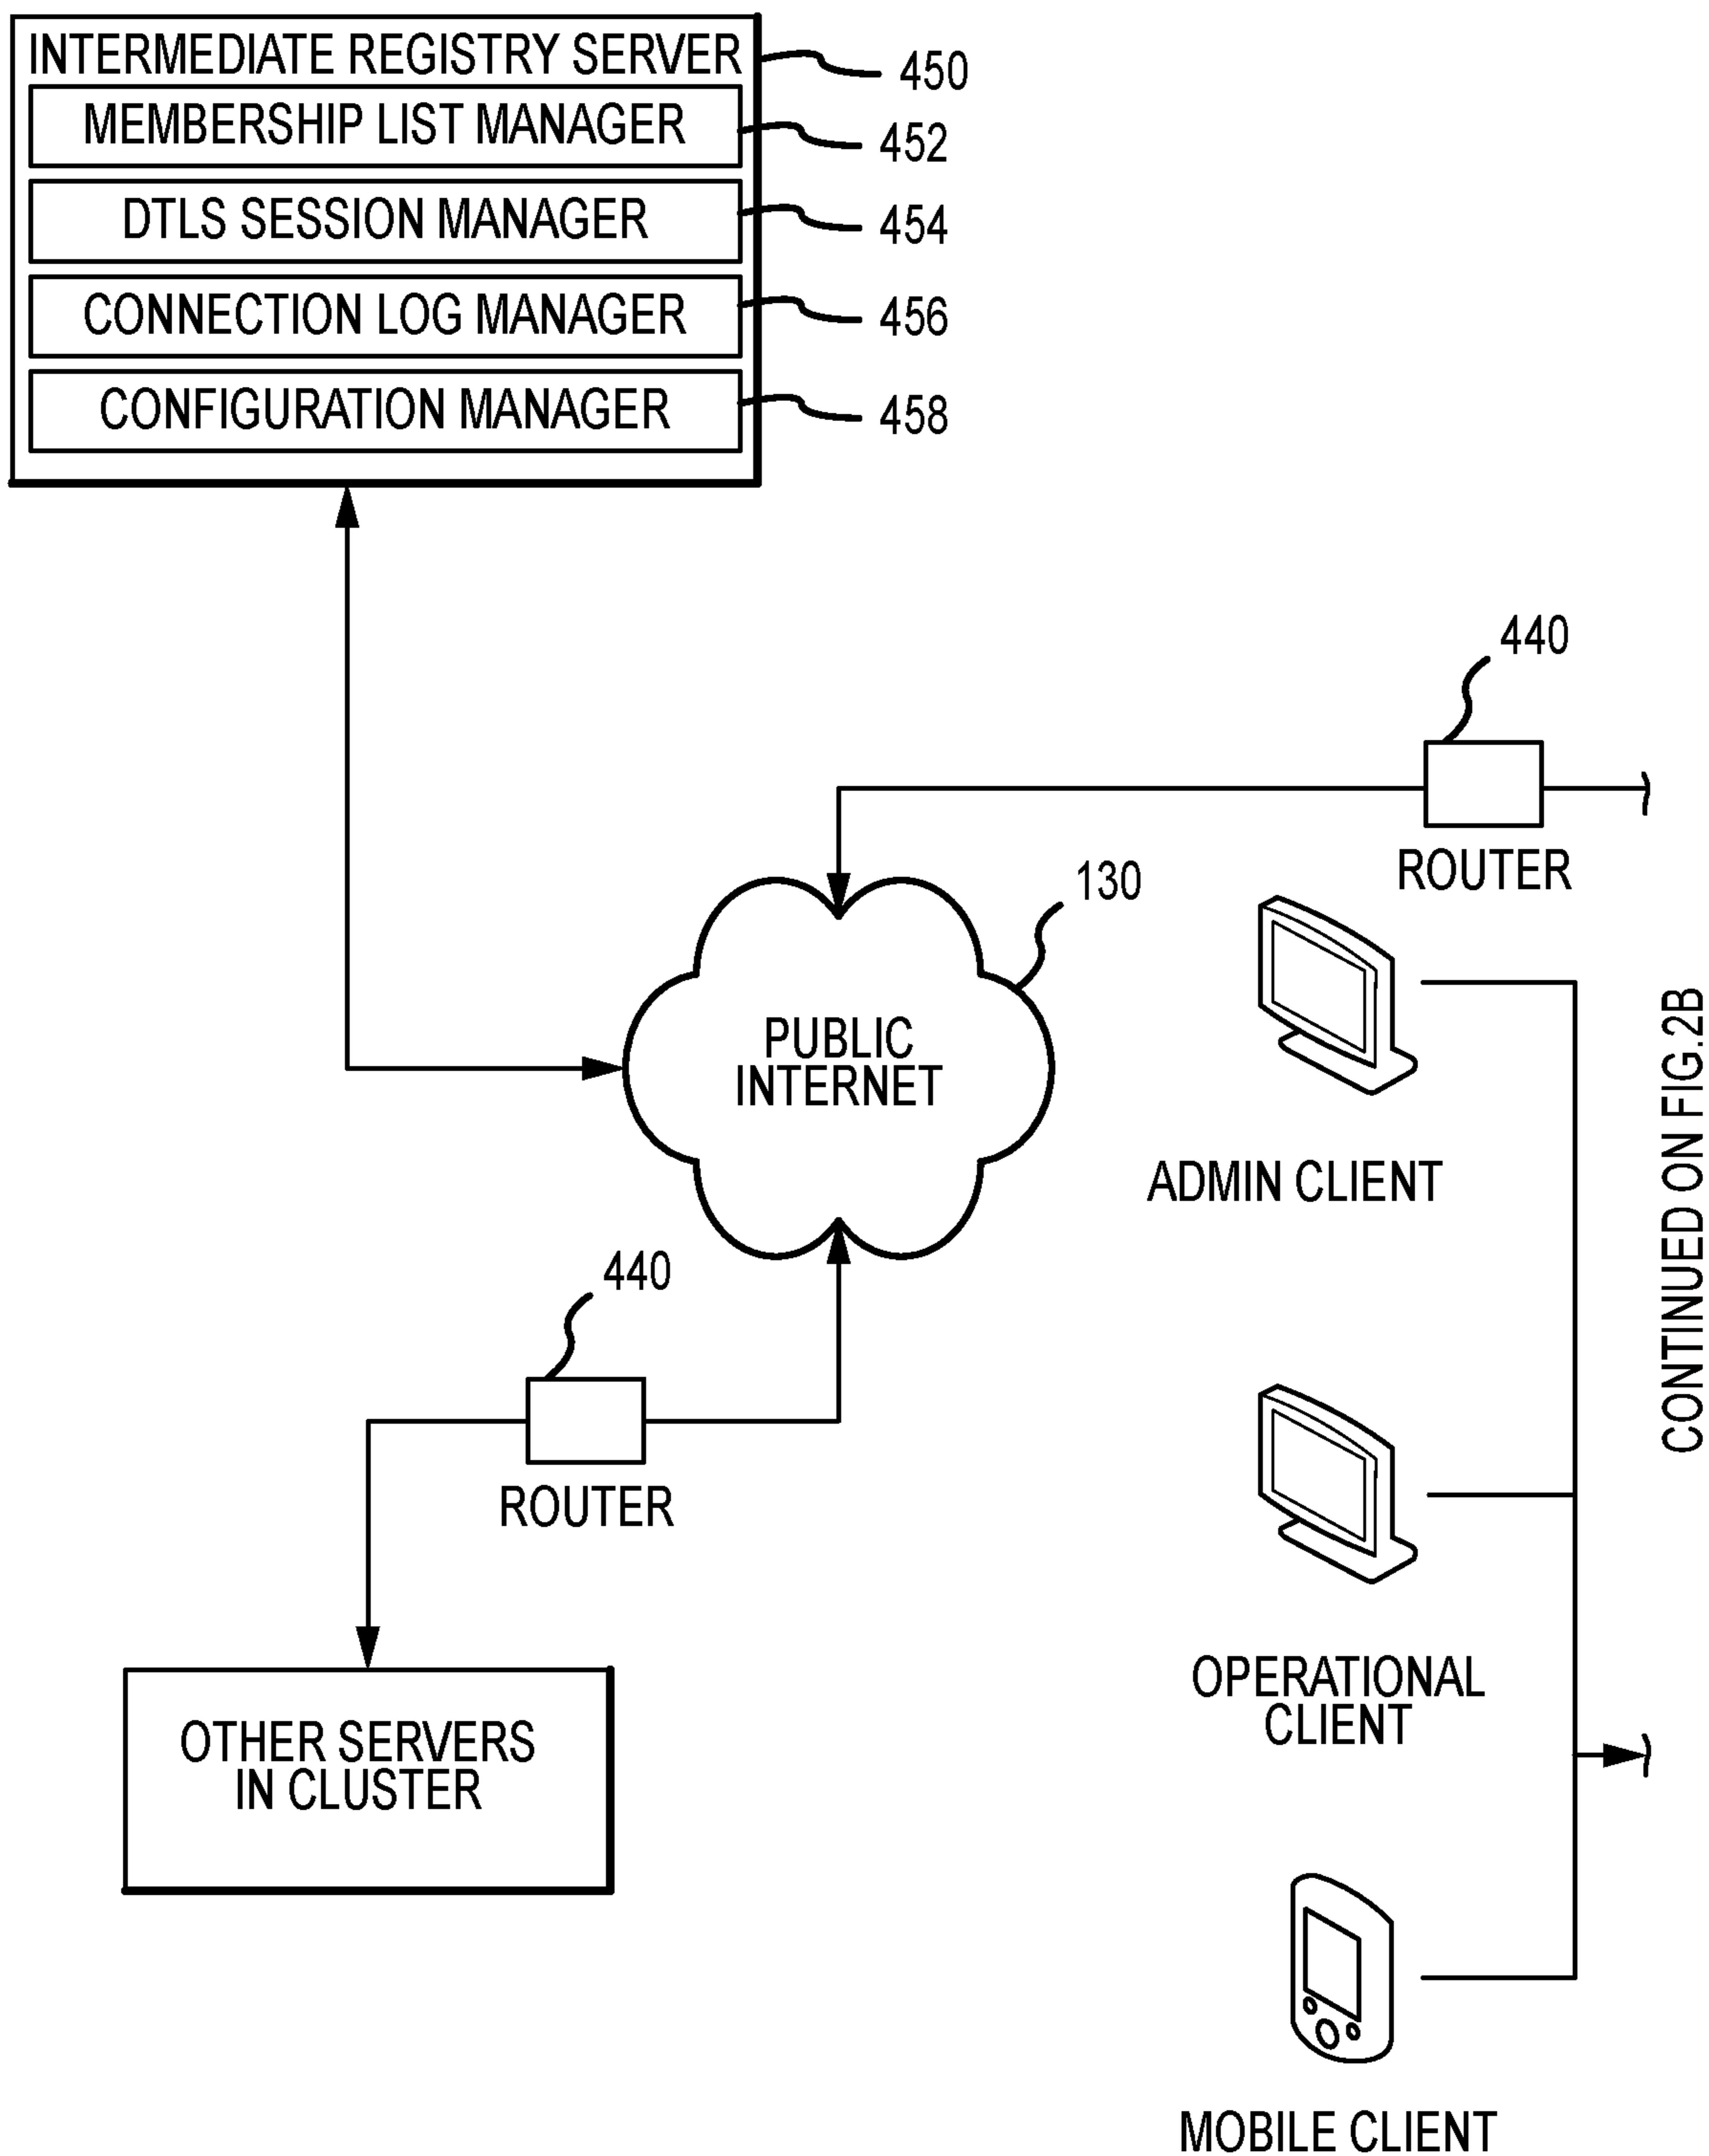 INTERMEDIATE REGISTRY SERVER
450
MEMBERSHIP LIST MANAGER
452
DTLS SESSION MANAGER
454
CONNECTION LOG MANAGER
456
CONFIGURATION MANAGER
458
440
ROUTER
130
PUBLIC
INTERNET
ADMIN CLIENT
CONTINUED ON FIG.2B
440
ROUTER
OPERATIONAL
CLIENT
OTHER SERVERS
IN CLUSTER
MOBILE CLIENT